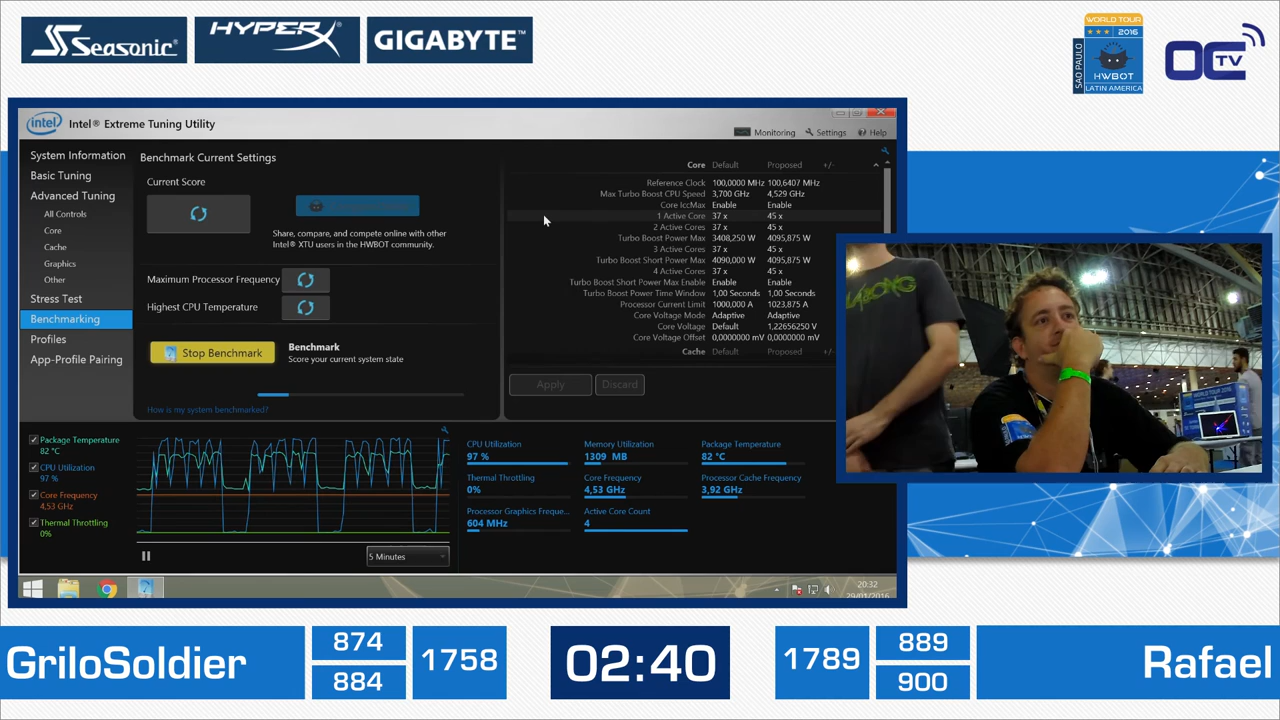 Seasonic
HYPERX
GIGABYTE™
WORLD TOUR
2016
SAO PAULO
HWBOT
LATIN AMERICA
OC TV
intel
Intel® Extreme Tuning Utility
Monitoring
Settings
Help
System Information
Basic Tuning
Advanced Tuning
All Controls
Core
Cache
Graphics
Other
Stress Test
Benchmarking
Profiles
App-Profile Pairing
Benchmark Current Settings
Current Score
Share, compare, and compete online with other
Intel® XTU users in the HWBOT community.
Maximum Processor Frequency
Highest CPU Temperature
Stop Benchmark
Benchmark
Score your current system state
How is my system benchmarked?
Core Default Proposed +/-
Reference Clock 100,0000 MHz 100,6407 MHz
Max Turbo Boost CPU Speed 3,700 GHz 4,529 GHz
Core IccMax Enable Enable
1 Active Core 37 x 45 x
2 Active Cores 37 x 45 x
Turbo Boost Power Max 3408,250 W 4095,875 W
3 Active Cores 37 x 45 x
Turbo Boost Short Power Max 4090,000 W 4095,875 W
4 Active Cores 37 x 45 x
Turbo Boost Short Power Max Enable Enable Enable
Turbo Boost Power Time Window 1,00 Seconds 1,00 Seconds
Processor Current Limit 1000,000 A 1023,875 A
Core Voltage Mode Adaptive Adaptive
Core Voltage Default 1,22656250 V
Core Voltage Offset 0,0000000 mV 0,0000000 mV
Cache Default Proposed +/-
Apply
Discard
Package Temperature
82 °C
CPU Utilization
97 %
Core Frequency
4,53 GHz
Thermal Throttling
0%
5 Minutes
CPU Utilization
97 %
Memory Utilization
1309 MB
Package Temperature
82 °C
Thermal Throttling
0%
Core Frequency
4,53 GHz
Processor Cache Frequency
3,92 GHz
Processor Graphics Freque...
604 MHz
Active Core Count
4
20:32
29/01/2016
WORLD TOUR 2016
GriloSoldier
874
884
1758
02:40
1789
889
900
Rafael